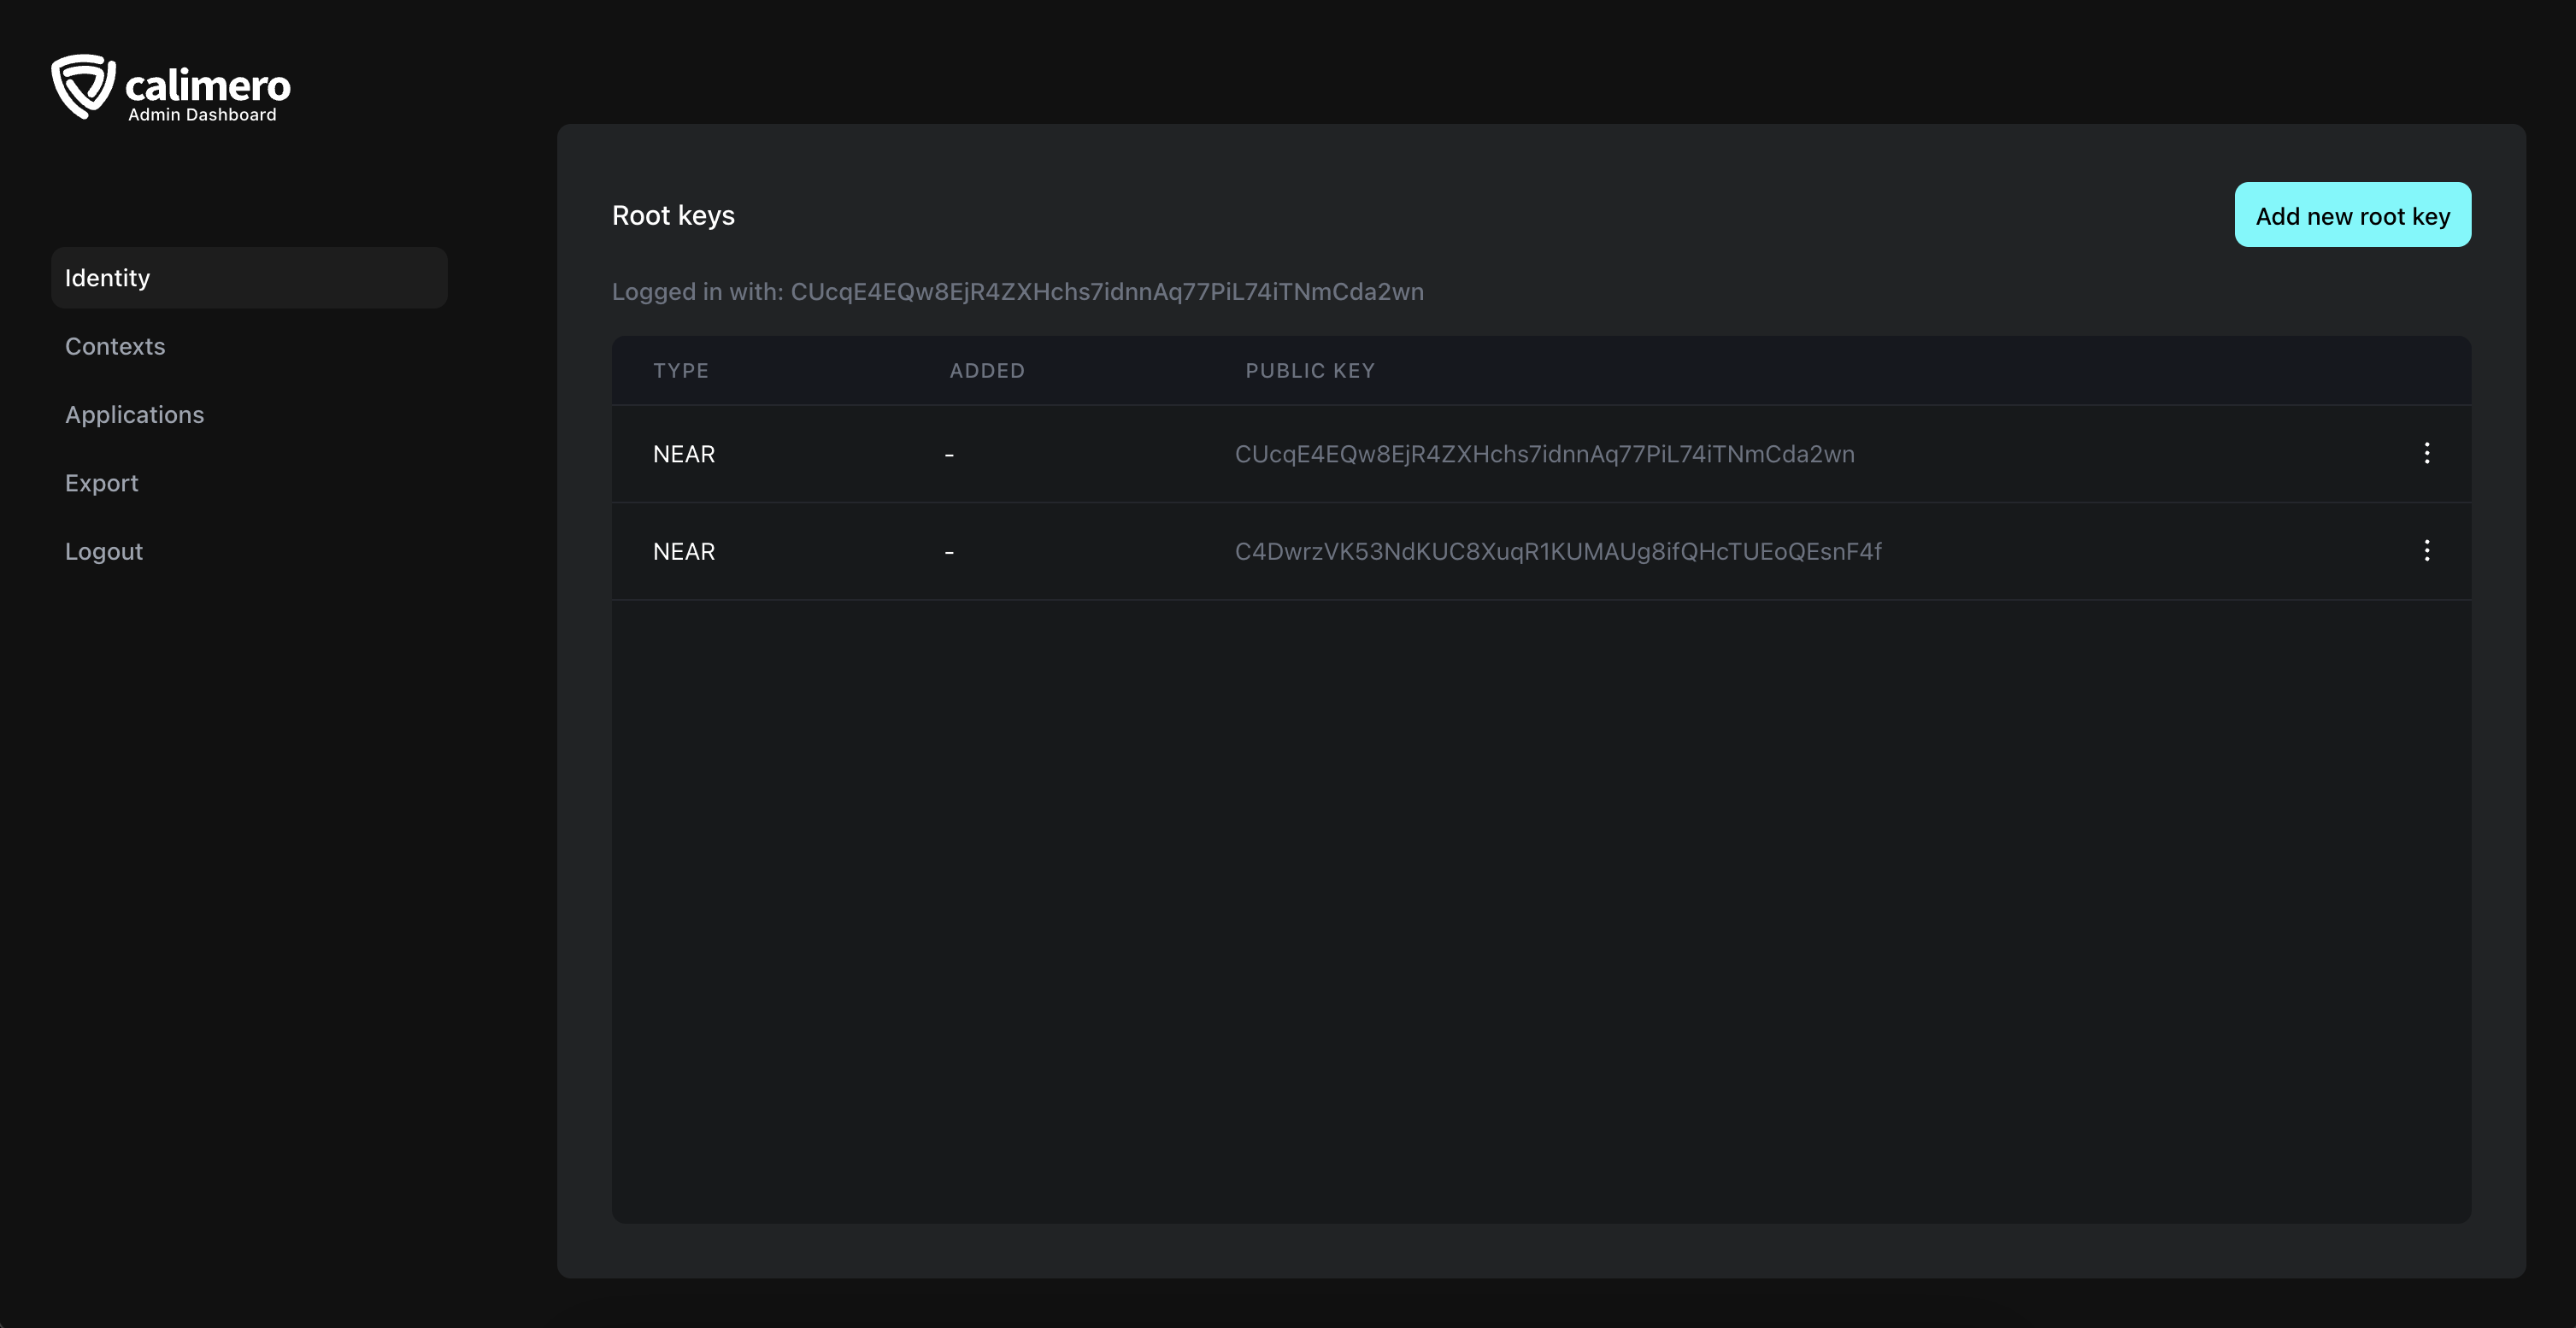 calimero
Admin Dashboard
Identity
Contexts
Applications
Export
Logout
Root keys
Add new root key
Logged in with: CUcqE4EQw8EjR4ZXHchs7idnnAq77PiL74iTNmCda2wn
TYPE ADDED PUBLIC KEY
NEAR - CUcqE4EQw8EjR4ZXHchs7idnnAq77PiL74iTNmCda2wn
NEAR - C4DwrzVK53NdKUC8XuqR1KUMAUg8ifQHcTUEoQEsnF4f